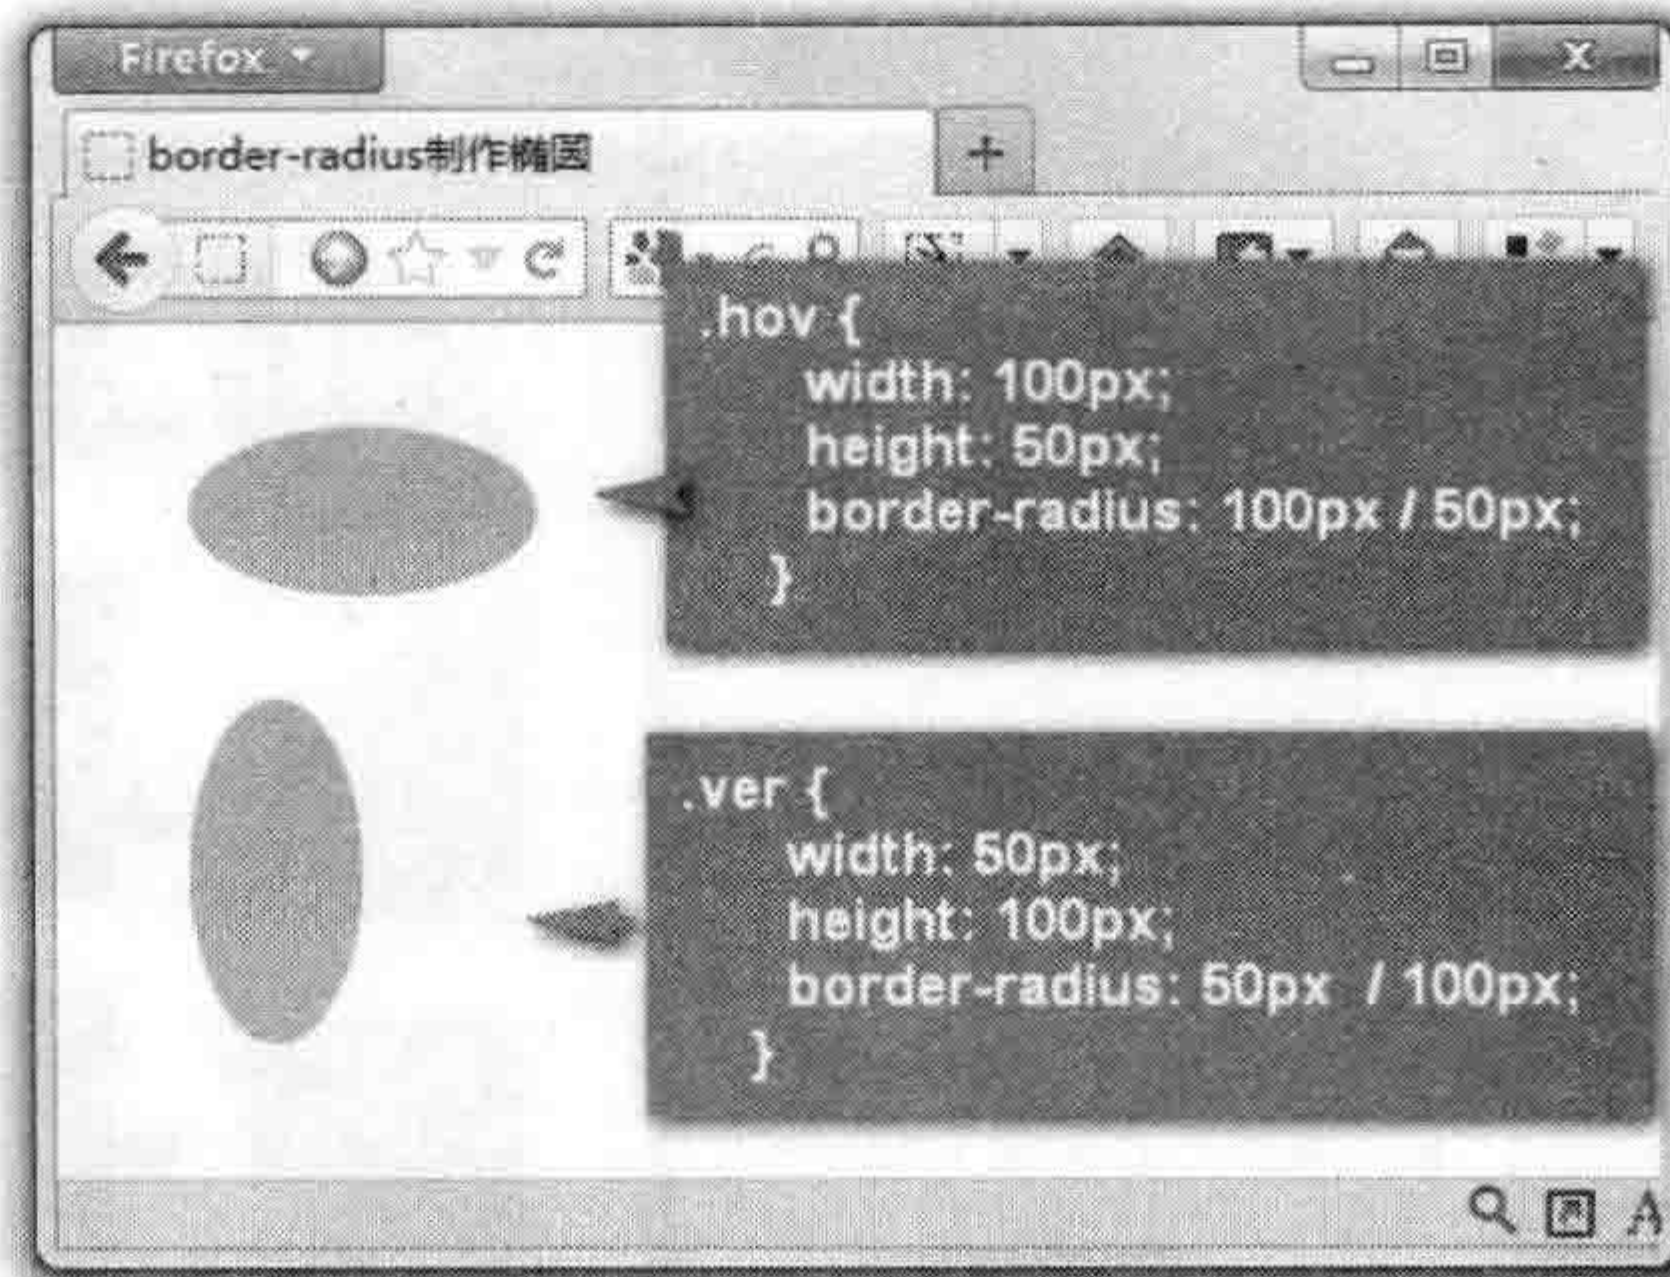 Firefox
border-radius制作椭圆
.hov {
width: 100px;
height: 50px;
border-radius: 100px / 50px;
}
.ver {
width: 50px;
height: 100px;
border-radius: 50px / 100px;
}
A